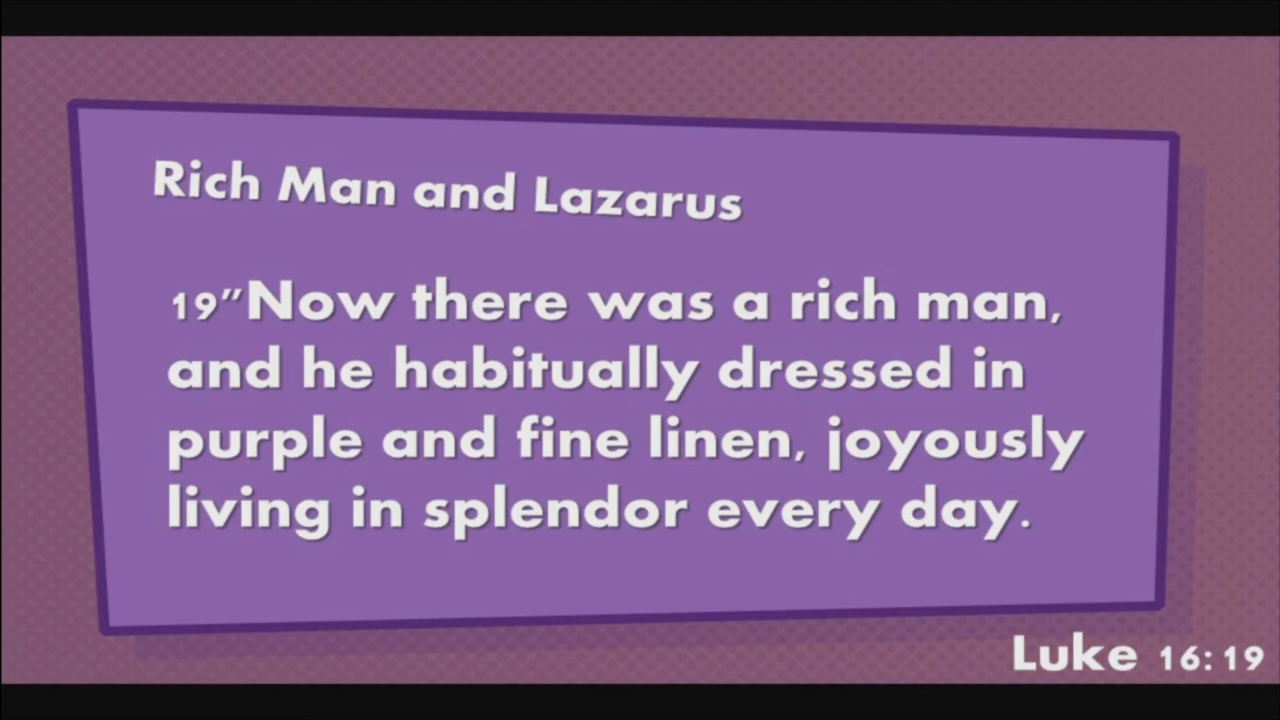 Rich Man and Lazarus
19″Now there was a rich man,
and he habitually dressed in
purple and fine linen, joyously
living in splendor every day.
Luke 16:19